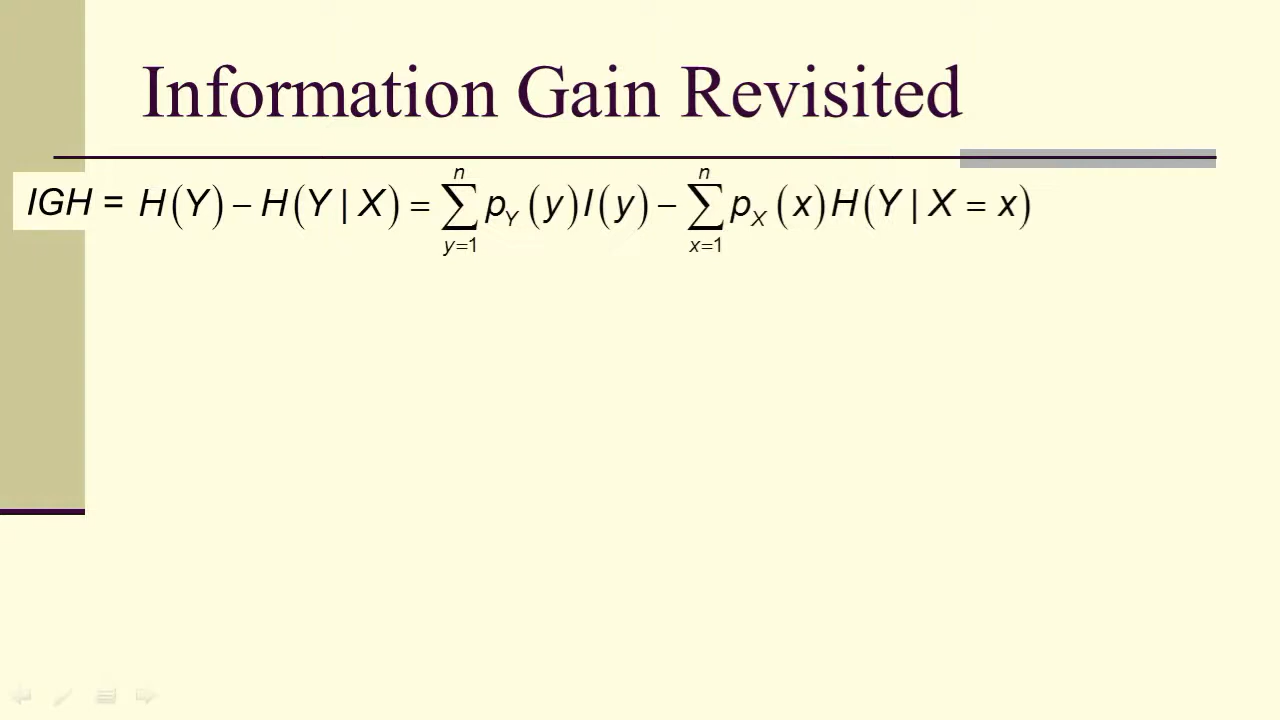 Information Gain Revisited
IGH = H(Y) – H(Y | X) = ∑_{y=1}^{n} p_Y (y) I(y) – ∑_{x=1}^{n} p_X (x) H(Y | X = x)